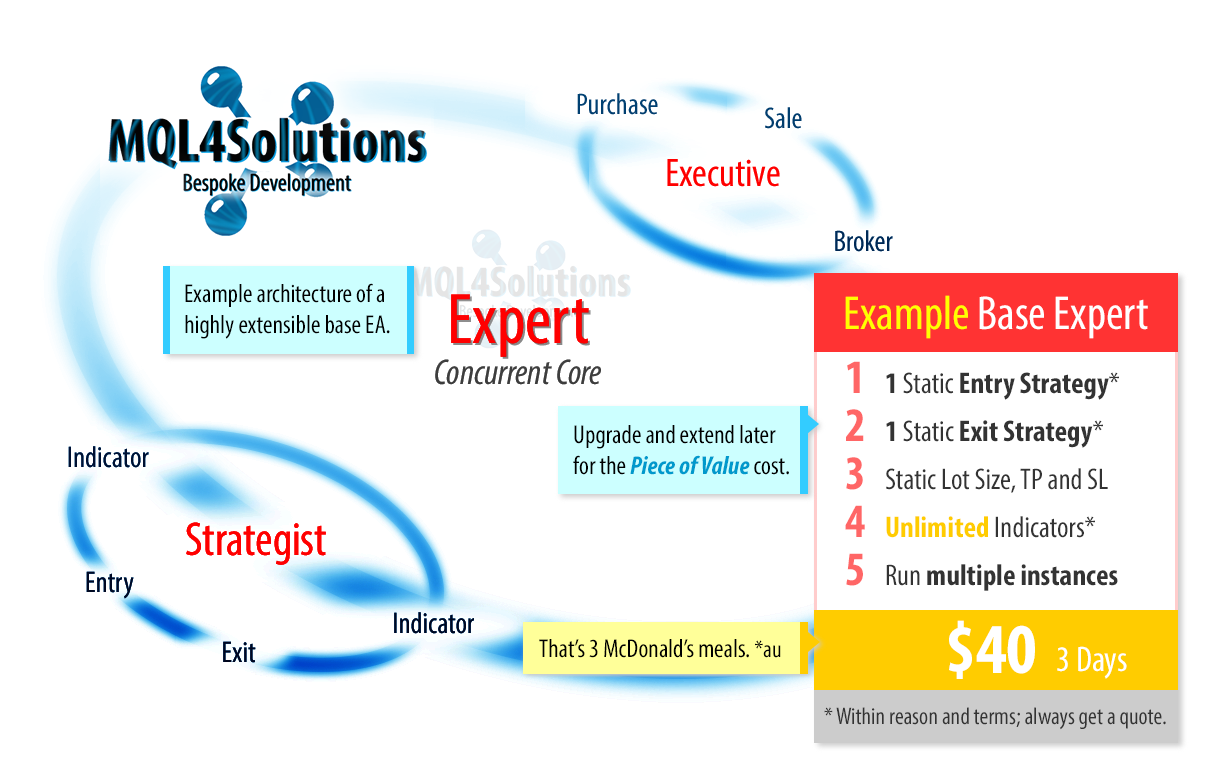 MQL4Solutions
Bespoke Development
Purchase
Sale
Executive
Broker
Example architecture of a
highly extensible base EA.
MQL4Solutions
Expert
Concurrent Core
Upgrade and extend later
for the Piece of Value cost.
Indicator
Strategist
Entry
Exit
Indicator
That's 3 McDonald's meals. *au
Example Base Expert
1 1 Static Entry Strategy*
2 1 Static Exit Strategy*
3 Static Lot Size, TP and SL
4 Unlimited Indicators*
5 Run multiple instances
$40 3 Days
* Within reason and terms; always get a quote.